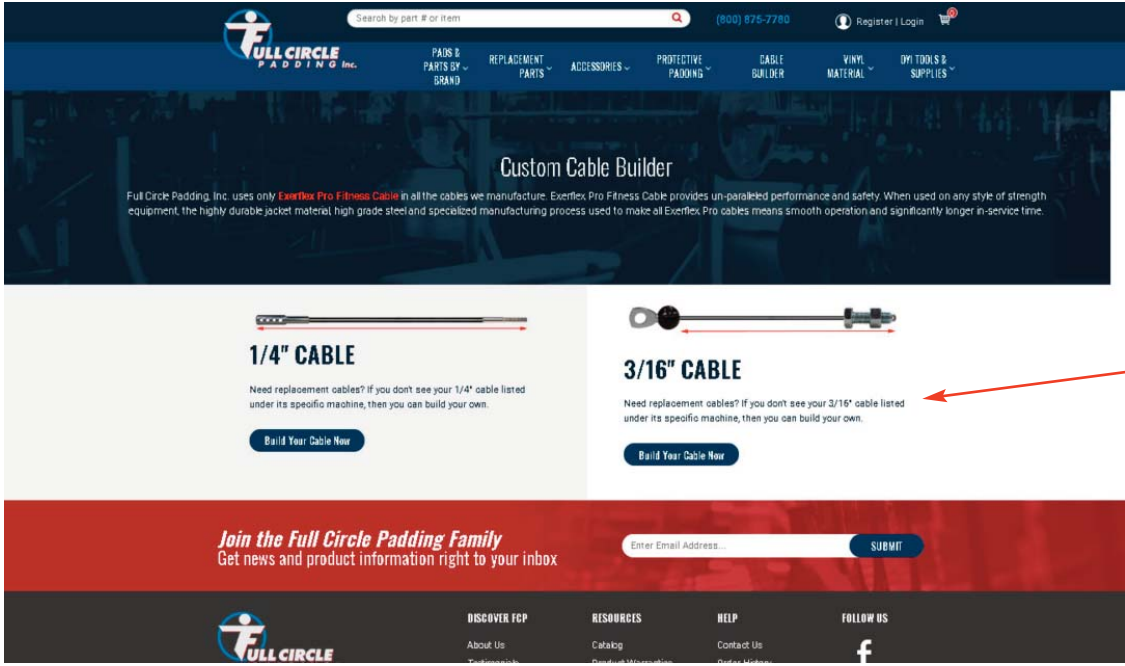 Search by part # or item
(800) 875-7780
Register | Login
0
FULL CIRCLE
PADDING Inc.
PADS &
PARTS BY
BRAND
REPLACEMENT
PARTS
ACCESSORIES
PROTECTIVE
PADDING
CABLE
BUILDER
VINYL
MATERIAL
DYI TOOLS &
SUPPLIES
Custom Cable Builder
Full Circle Padding, Inc. uses only Exerflex Pro Fitness Cable in all the cables we manufacture. Exerflex Pro Fitness Cable provides un-paralleled performance and safety. When used on any style of strength
equipment, the highly durable jacket material, high grade steel and specialized manufacturing process used to make all Exerflex Pro cables means smooth operation and significantly longer in-service time.
1/4" CABLE
Need replacement cables? If you don't see your 1/4" cable listed
under its specific machine, then you can build your own.
Build Your Cable Now
3/16" CABLE
Need replacement cables? If you don't see your 3/16" cable listed
under its specific machine, then you can build your own.
Build Your Cable Now
Join the Full Circle Padding Family
Get news and product information right to your inbox
Enter Email Address...
SUBMIT
FULL CIRCLE
DISCOVER FCP
About Us
Testimonials
RESOURCES
Catalog
Product Warranties
HELP
Contact Us
Order History
FOLLOW US